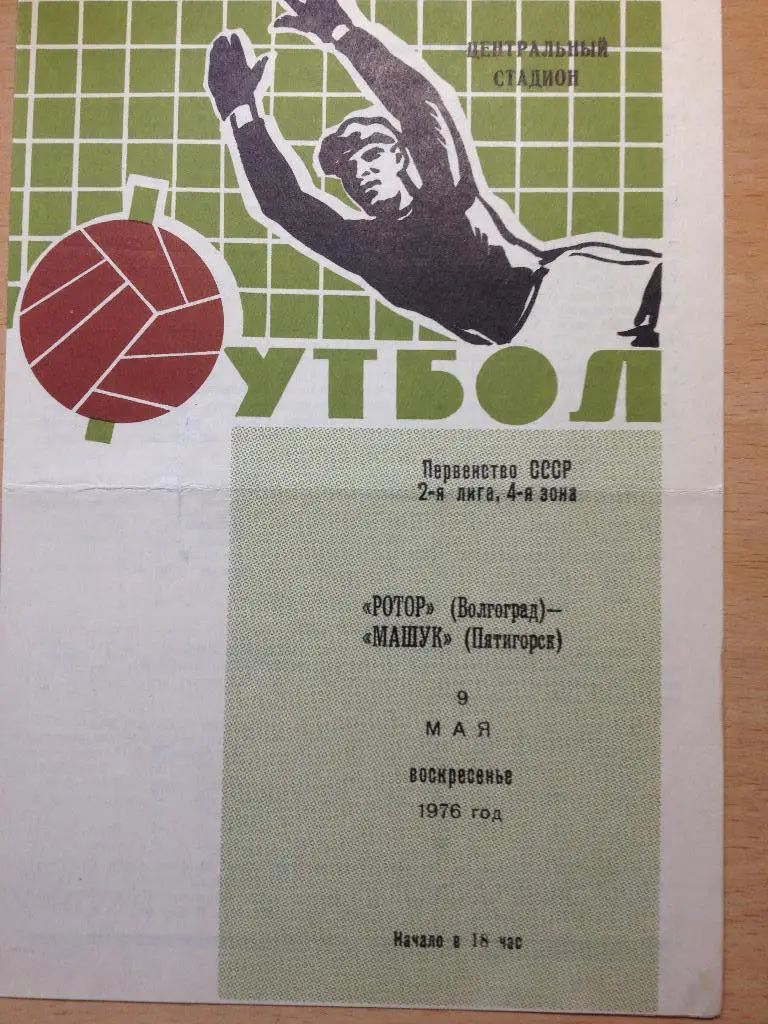 ЦЕНТРАЛЬНЫЙ
СТАДИОН
ФУТБОЛ
Первенство СССР
2-я лига, 4-я зона
«РОТОР» (Волгоград)—
«МАШУК» (Пятигорск)
9
МАЯ
воскресенье
1976 год
Начало в 18 час